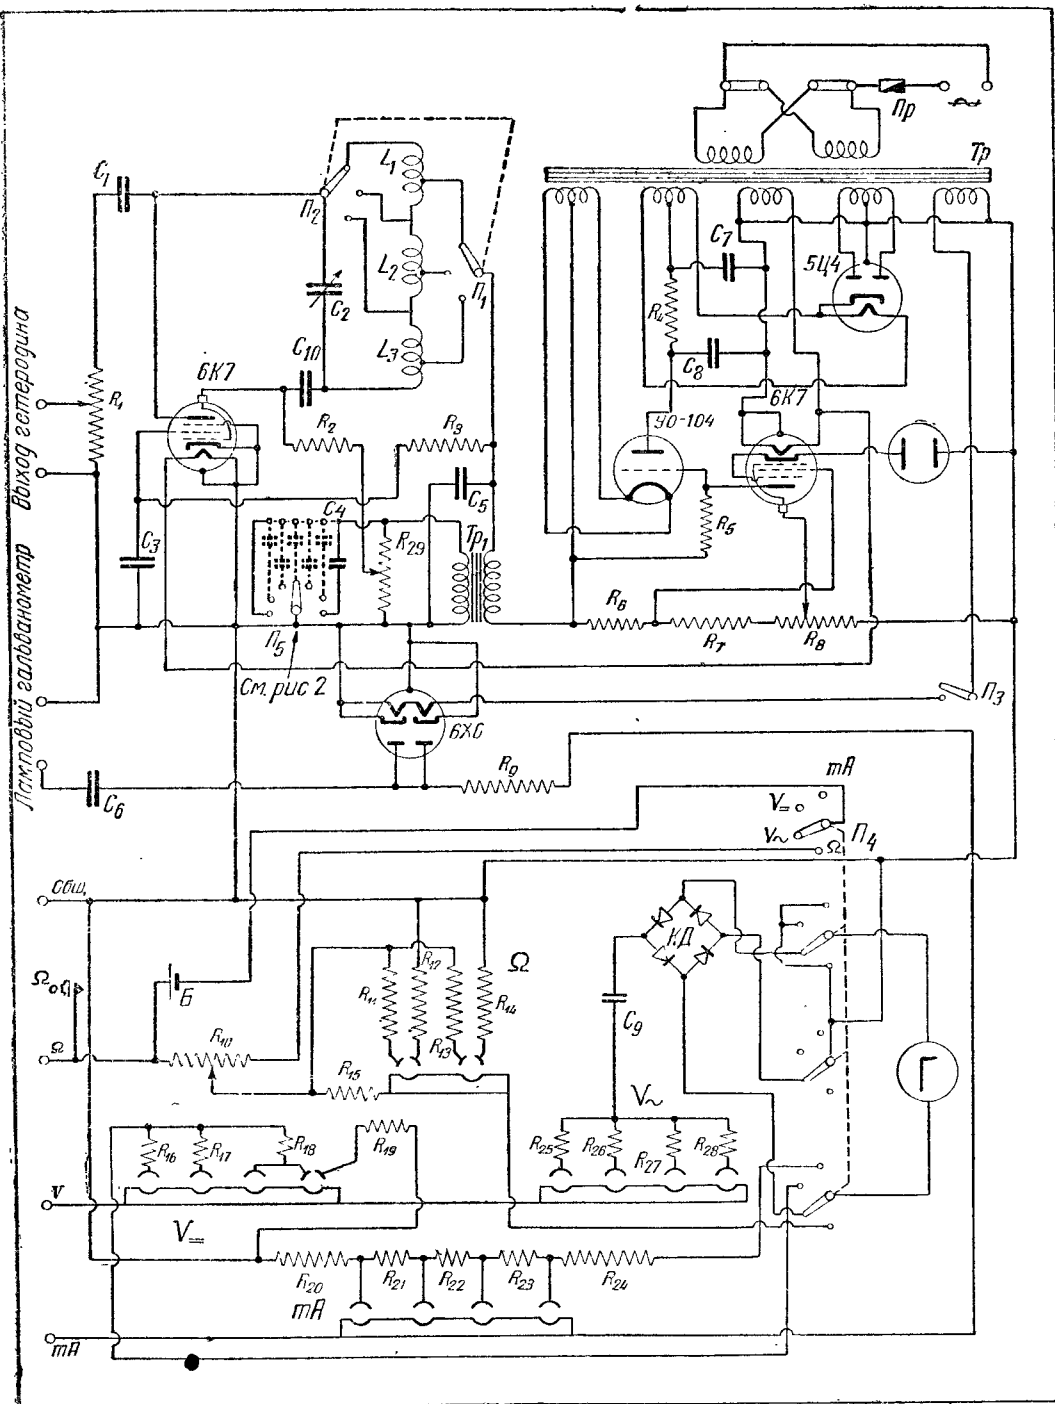 Пр
Тр
C1
L1
П2
C7
5Ц4
L2
П1
C2
R4
Выход гетеродина
C10
L3
C8
6К7
6К7
R1
УО-104
R2
R3
C5
C4
R5
C3
R29
Тр1
R6
R7
R8
П5
См. рис 2
Ламповый галванометр
П3
6Х6
R9
C6
mA
V=
V~
П4
Ω
Общ.
КД
Ω
R12
R11
R14
Б
C9
Ω
R10
R13
R15
V~
R16
R17
R18
R19
R25
R26
R27
R28
V
V=
R20
R21
R22
R23
R24
mA
mA